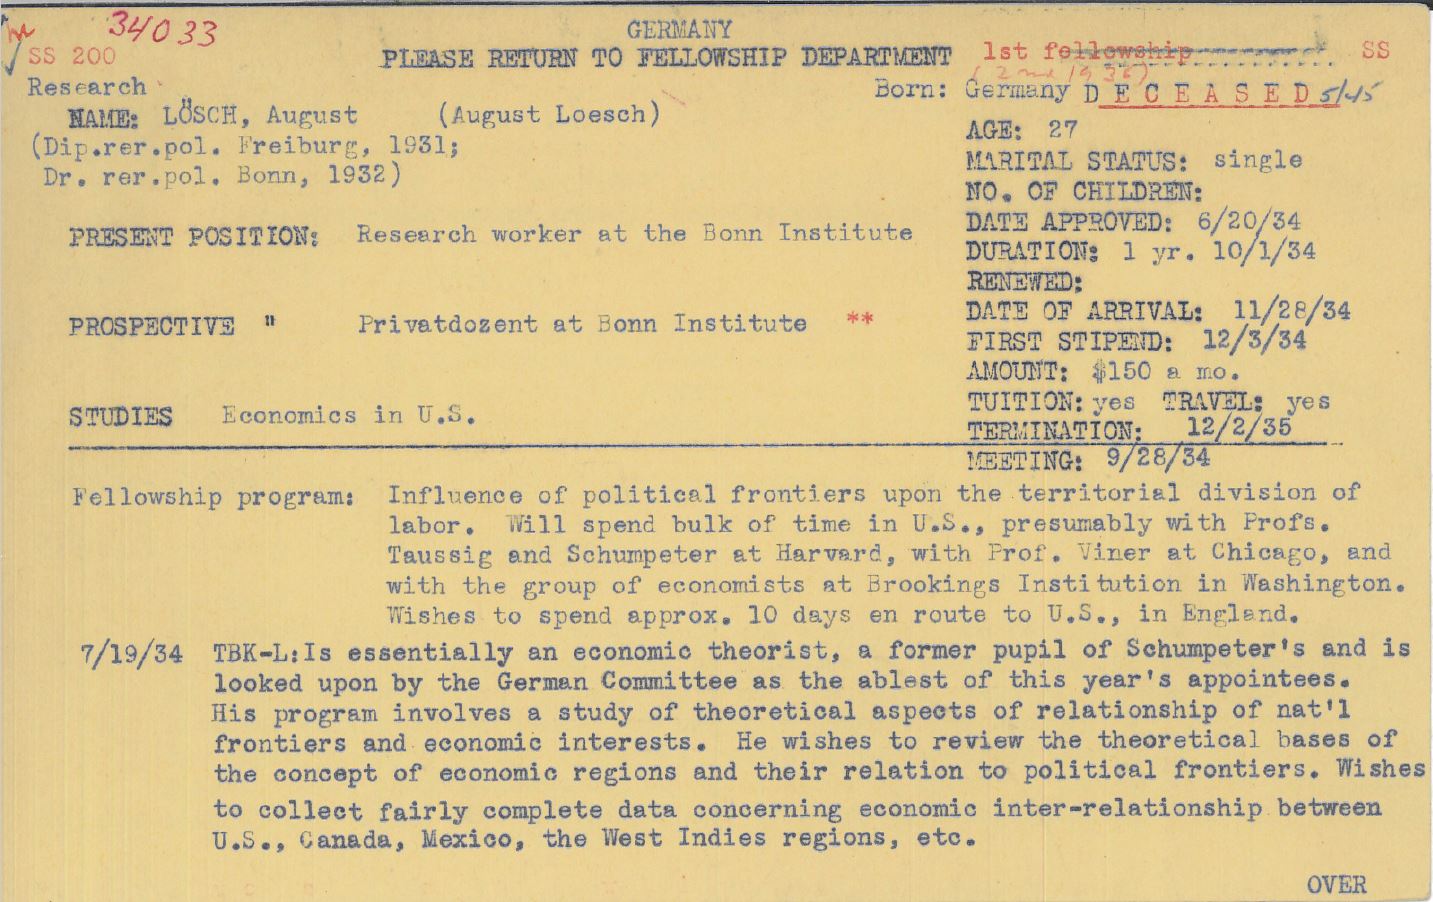 34033
GERMANY
SS 200
PLEASE RETURN TO FELLOWSHIP DEPARTMENT
1st fellowship
SS
(2nd 1936)
Research
Born: Germany DECEASED 5/45
NAME: LÖSCH, August (August Loesch)
AGE: 27
(Dip.rer.pol. Freiburg, 1931;
MARITAL STATUS: single
Dr. rer.pol. Bonn, 1932)
NO. OF CHILDREN:
DATE APPROVED: 6/20/34
PRESENT POSITION: Research worker at the Bonn Institute
DURATION: 1 yr. 10/1/34
RENEWED:
DATE OF ARRIVAL: 11/28/34
PROSPECTIVE " Privatdozent at Bonn Institute **
FIRST STIPEND: 12/3/34
AMOUNT: $150 a mo.
TUITION: yes TRAVEL: yes
STUDIES Economics in U.S.
TERMINATION: 12/2/35
MEETING: 9/28/34
Fellowship program: Influence of political frontiers upon the territorial division of
labor. Will spend bulk of time in U.S., presumably with Profs.
Taussig and Schumpeter at Harvard, with Prof. Viner at Chicago, and
with the group of economists at Brookings Institution in Washington.
Wishes to spend approx. 10 days en route to U.S., in England.
7/19/34 TBK-L:Is essentially an economic theorist, a former pupil of Schumpeter's and is
looked upon by the German Committee as the ablest of this year's appointees.
His program involves a study of theoretical aspects of relationship of nat'l
frontiers and economic interests. He wishes to review the theoretical bases of
the concept of economic regions and their relation to political frontiers. Wishes
to collect fairly complete data concerning economic inter-relationship between
U.S., Canada, Mexico, the West Indies regions, etc.
OVER